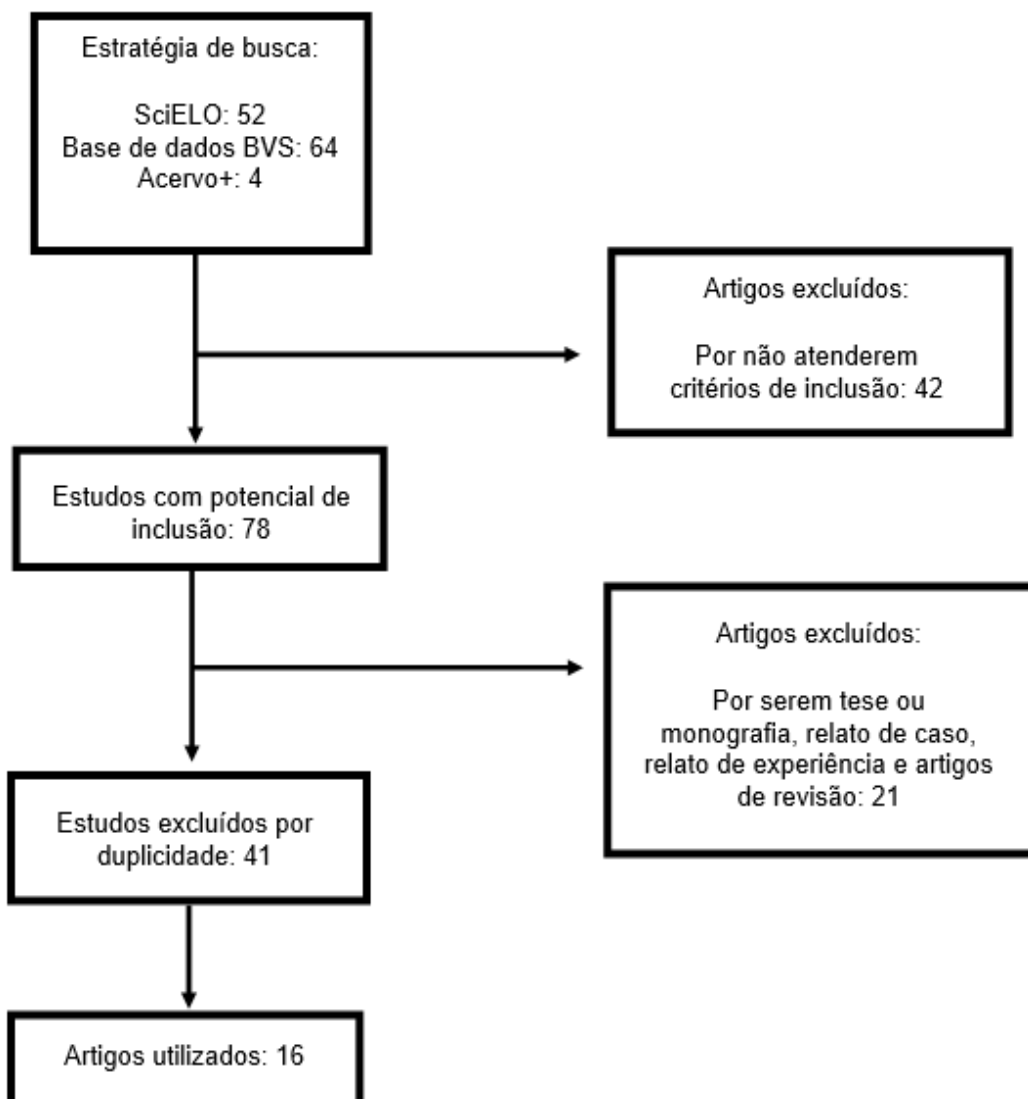 Estratégia de busca:
SciELO: 52
Base de dados BVS: 64
Acervo+: 4
Artigos excluídos:
Por não atenderem
critérios de inclusão: 42
Estudos com potencial de
inclusão: 78
Artigos excluídos:
Por serem tese ou
monografia, relato de caso,
relato de experiência e artigos
de revisão: 21
Estudos excluídos por
duplicidade: 41
Artigos utilizados: 16